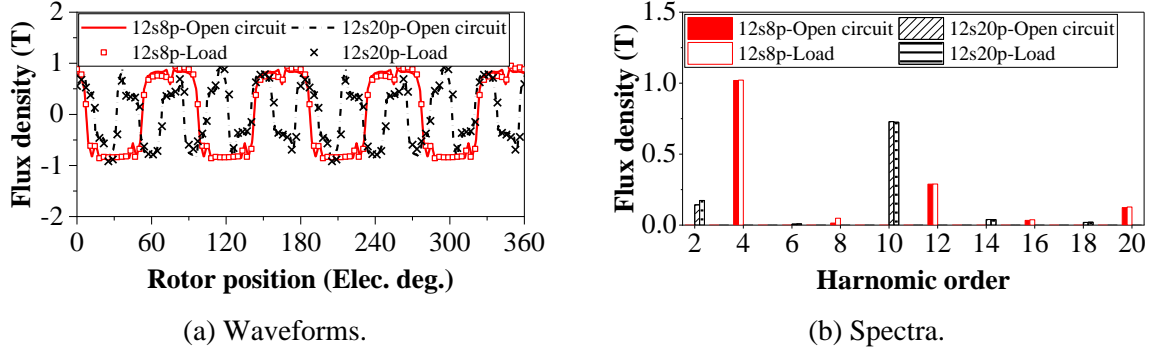 12s8p-Open circuit
12s20p-Open circuit
12s8p-Load
12s20p-Load
Flux density (T)
2
1
0
-1
-2
0 60 120 180 240 300 360
Rotor position (Elec. deg.)
(a) Waveforms.
12s8p-Open circuit
12s20p-Open circuit
12s8p-Load
12s20p-Load
Flux density (T)
1.5
1.0
0.5
0.0
2 4 6 8 10 12 14 16 18 20
Harnomic order
(b) Spectra.